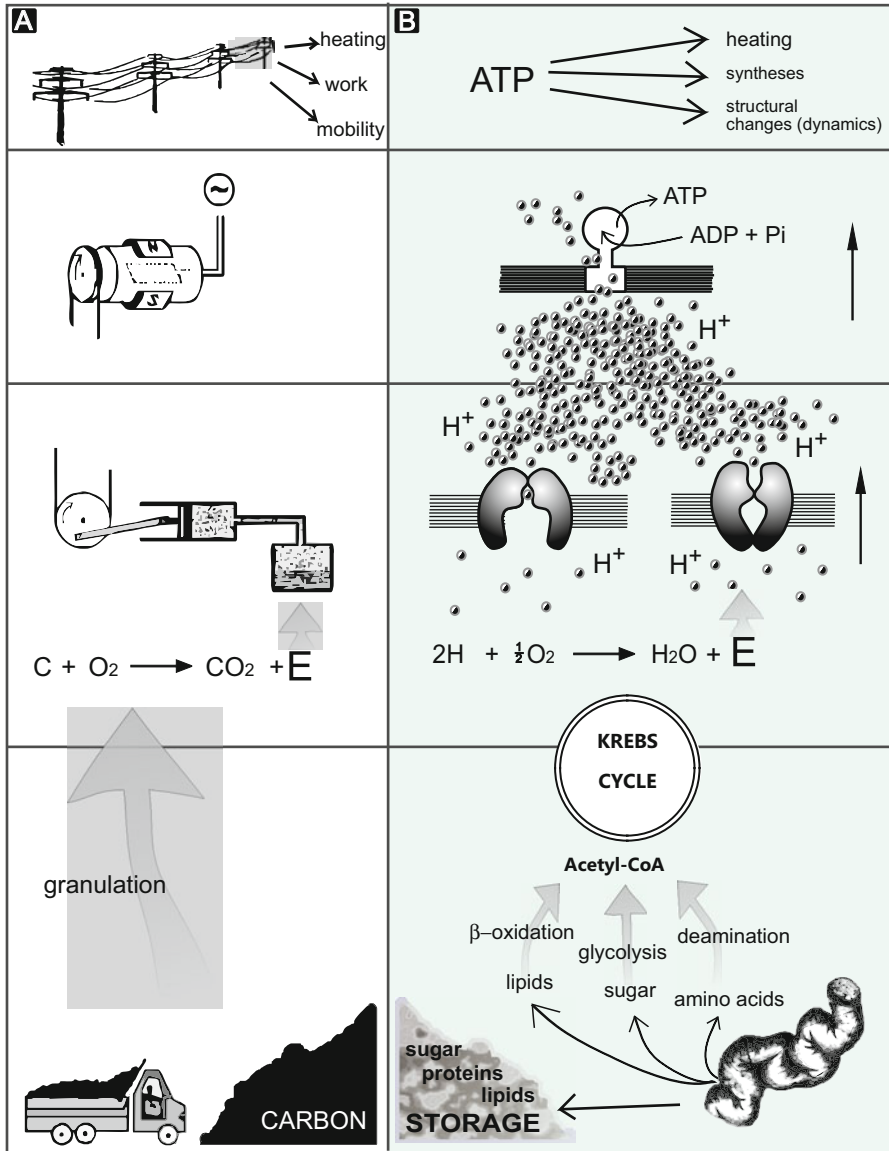 A
heating
work
mobility
~
N
S
C + O₂ ⟶ CO₂ + E
granulation
CARBON
B
ATP
heating
syntheses
structural
changes (dynamics)
ATP
ADP + Pi
H⁺
H⁺
H⁺
H⁺
H⁺
2H + ½O₂ ⟶ H₂O + E
KREBS
CYCLE
Acetyl-CoA
β–oxidation
glycolysis
deamination
lipids
sugar
amino acids
sugar
proteins
lipids
STORAGE